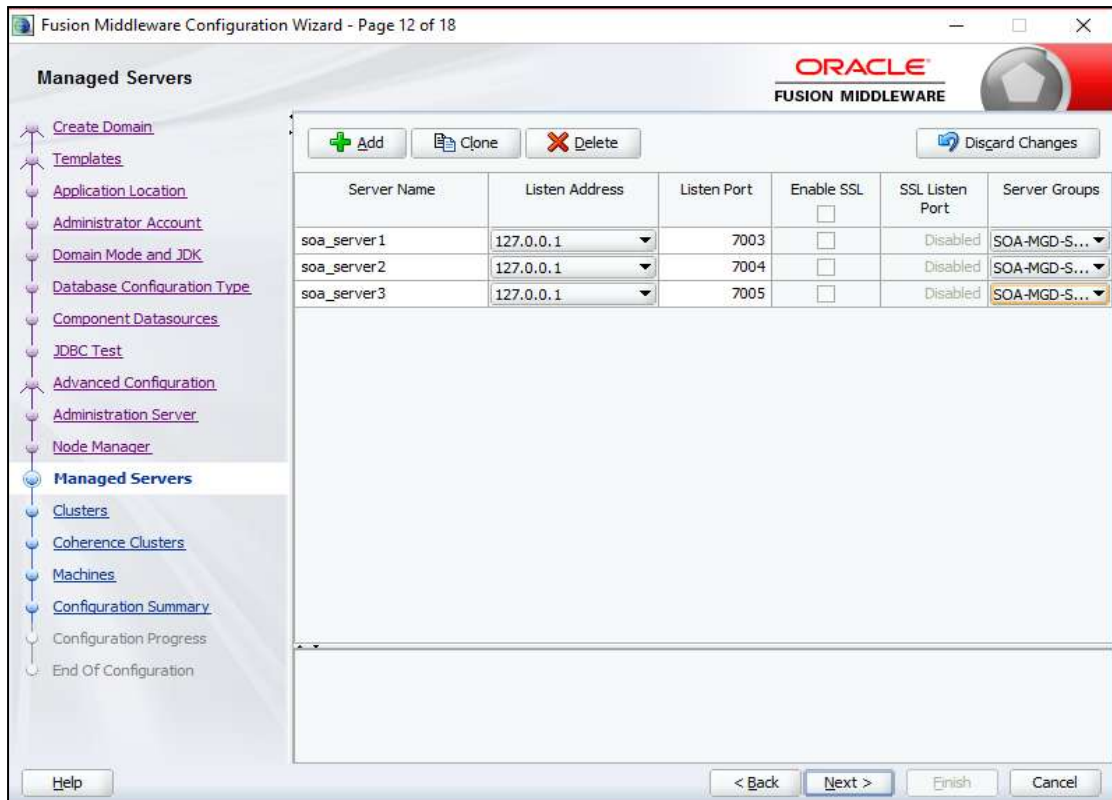 Fusion Middleware Configuration Wizard - Page 12 of 18
Managed Servers
ORACLE
FUSION MIDDLEWARE
Create Domain
Templates
Application Location
Administrator Account
Domain Mode and JDK
Database Configuration Type
Component Datasources
JDBC Test
Advanced Configuration
Administration Server
Node Manager
Managed Servers
Clusters
Coherence Clusters
Machines
Configuration Summary
Configuration Progress
End Of Configuration
Add Clone Delete Discard Changes
Server Name Listen Address Listen Port Enable SSL SSL Listen Port Server Groups
soa_server1 127.0.0.1 7003 Disabled SOA-MGD-S...
soa_server2 127.0.0.1 7004 Disabled SOA-MGD-S...
soa_server3 127.0.0.1 7005 Disabled SOA-MGD-S...
Help < Back Next > Finish Cancel